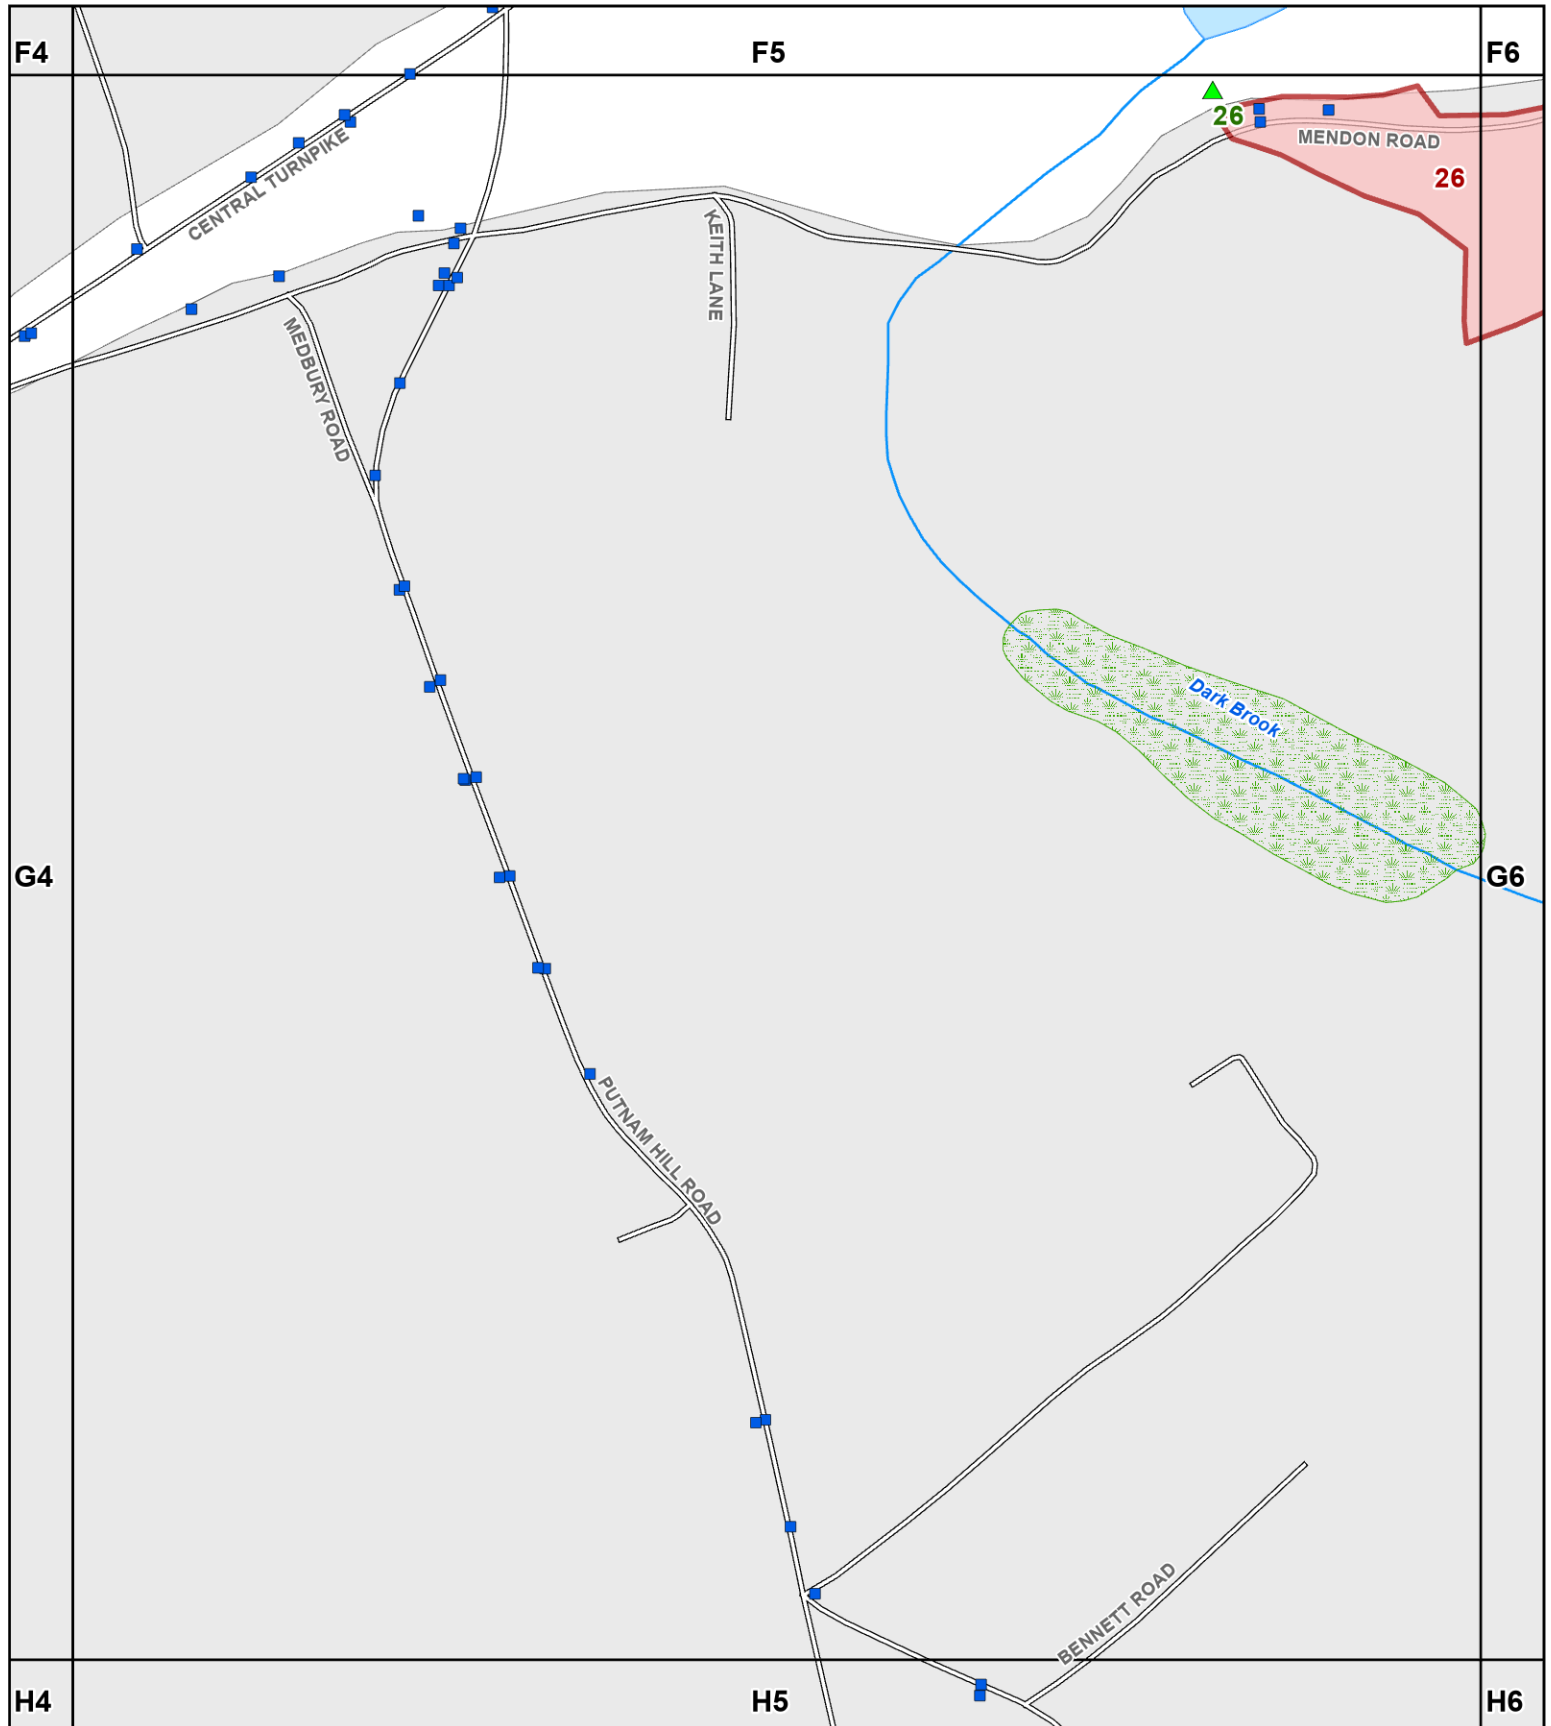 F4
F5
F6
26
MENDON ROAD
26
CENTRAL TURNPIKE
KEITH LANE
MEDBURY ROAD
Dark Brook
G4
G6
PUTNAM HILL ROAD
BENNETT ROAD
H4
H5
H6